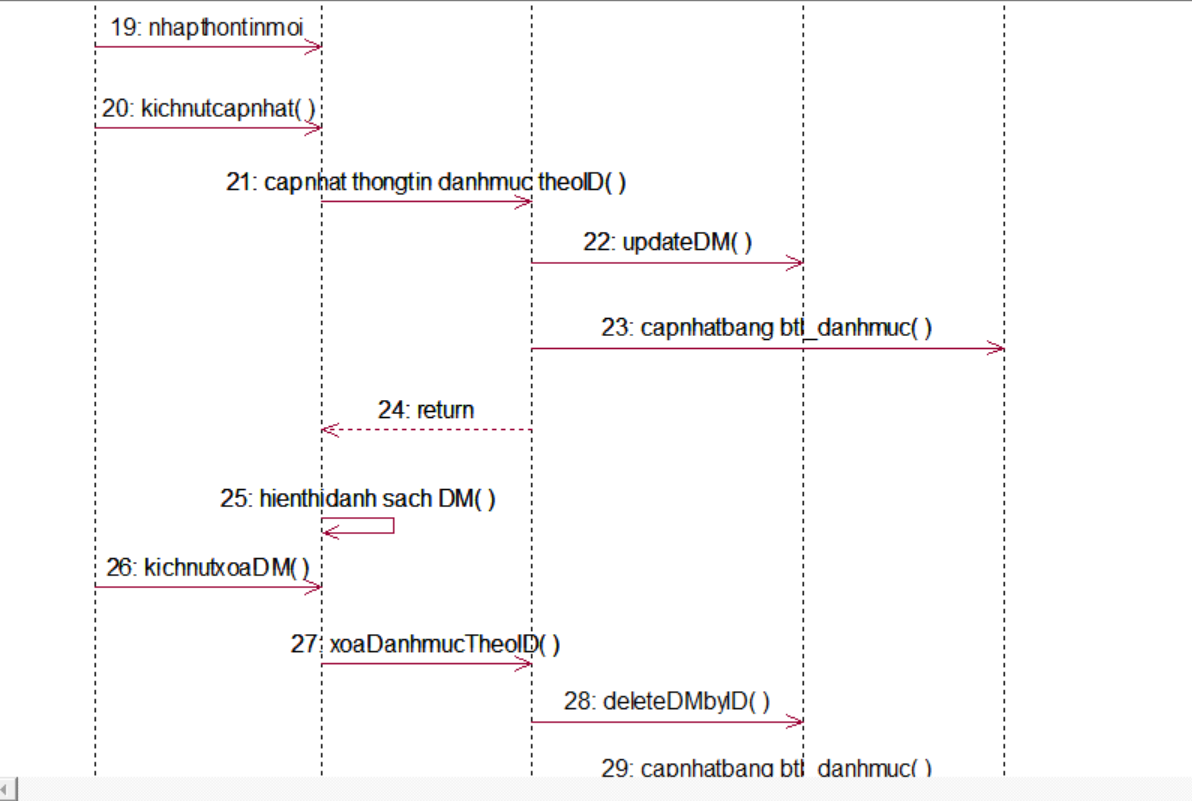 19: nhapthontinmoi
20: kichnutcapnhat( )
21: capnhat thongtin danhmuc theoID( )
22: updateDM( )
23: capnhatbang btl_danhmuc( )
24: return
25: hienthidanh sach DM( )
26: kichnutxoaDM( )
27: xoaDanhmucTheoID( )
28: deleteDMbyID( )
29: capnhatbang btl_danhmuc( )